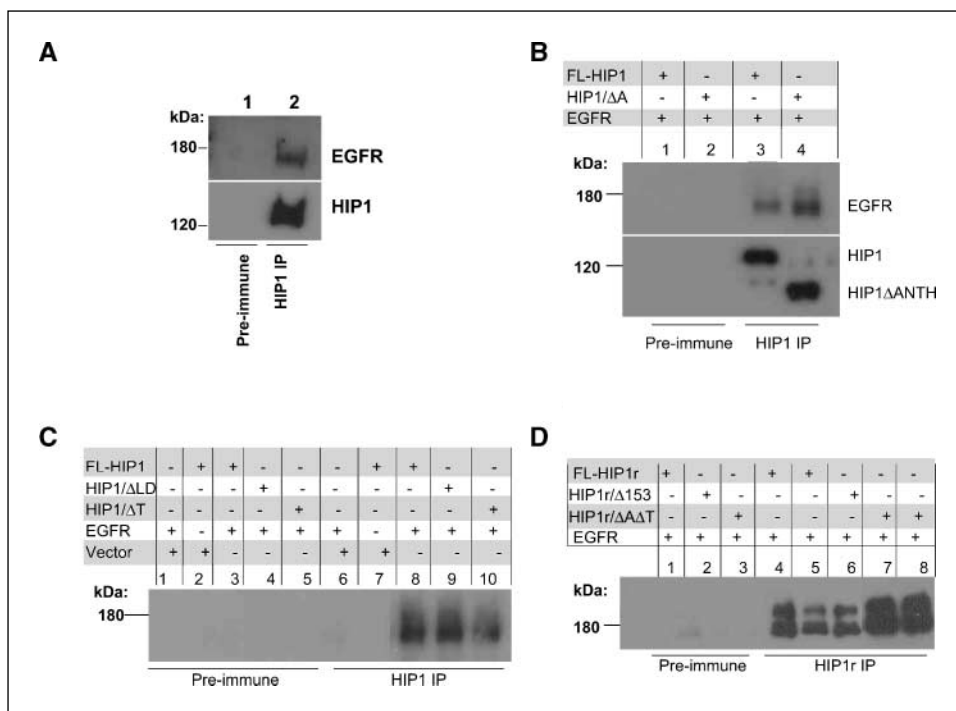 A
1 2
kDa:
180
EGFR
HIP1
120
Pre-immune
HIP1 IP
B
FL-HIP1 + - + -
HIP1/ΔA - + - +
EGFR + + + +
1 2 3 4
kDa:
180
EGFR
HIP1
120
HIP1ΔANTH
Pre-immune HIP1 IP
C
FL-HIP1 - + + - - - + + - -
HIP1/ΔLD - - - + - - - - + -
HIP1/ΔT - - - - + - - - - +
EGFR + - + + + + - + + +
Vector + + - - - + + - - -
1 2 3 4 5 6 7 8 9 10
kDa:
180
Pre-immune HIP1 IP
D
FL-HIP1r + - - + + - - -
HIP1r/Δ153 - + - - - + - -
HIP1r/ΔAΔT - - + - - - + +
EGFR + + + + + + + +
1 2 3 4 5 6 7 8
kDa:
180
Pre-immune HIP1r IP